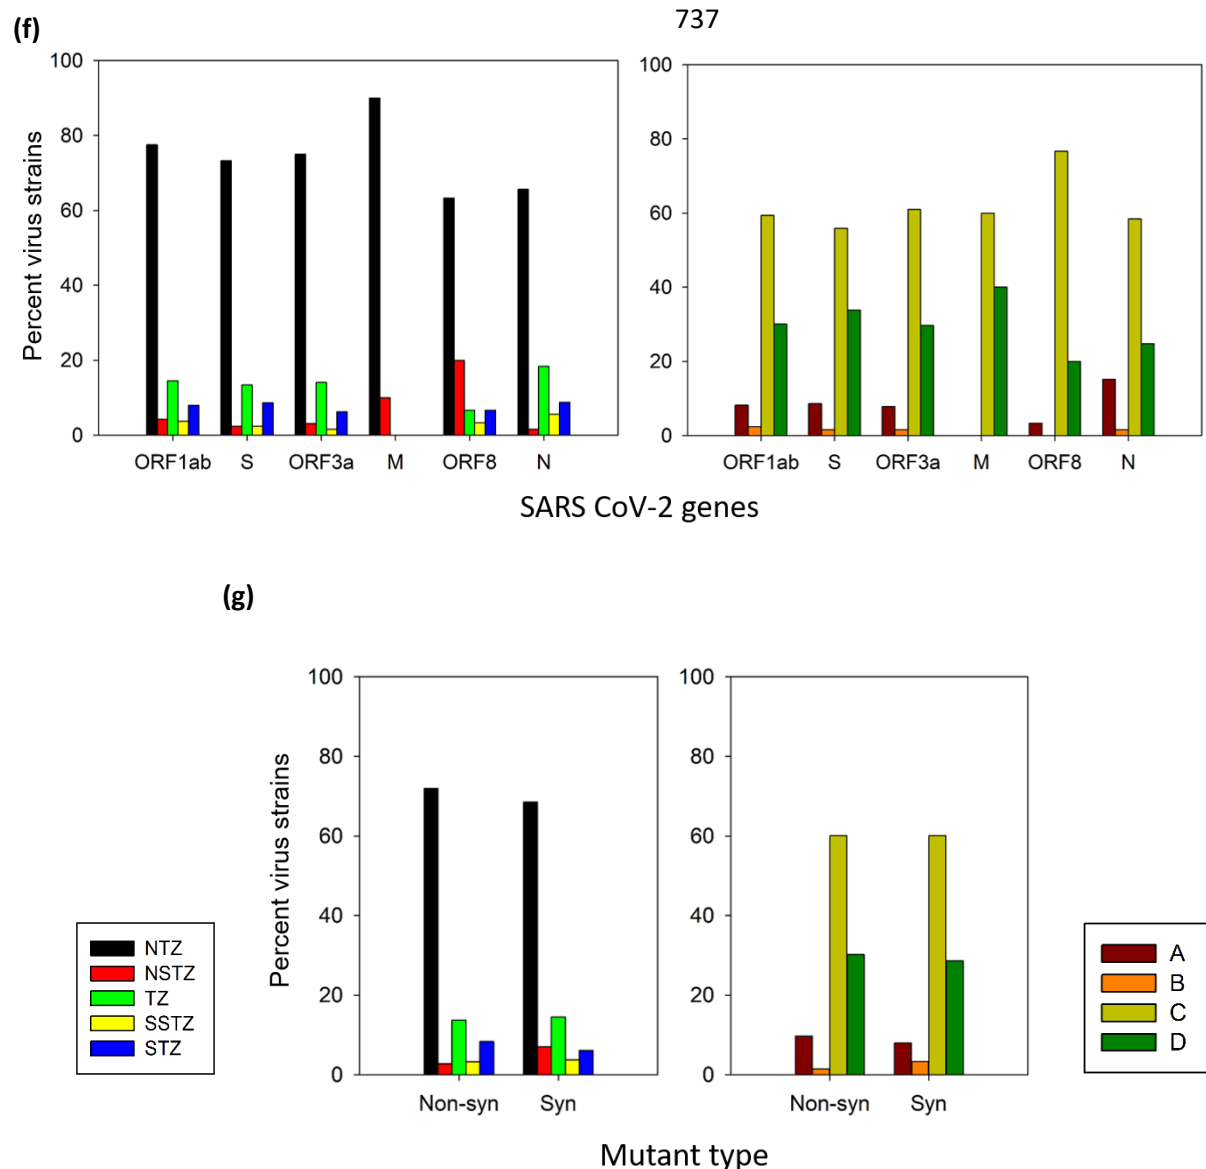 737
(f)
100
80
60
40
20
0
Percent virus strains
ORF1ab S ORF3a M ORF8 N
100
80
60
40
20
0
ORF1ab S ORF3a M ORF8 N
SARS CoV-2 genes
(g)
100
80
60
40
20
0
Percent virus strains
Non-syn Syn
100
80
60
40
20
0
Non-syn Syn
Mutant type
NTZ
NSTZ
TZ
SSTZ
STZ
A
B
C
D